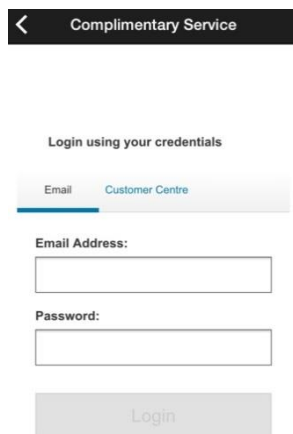 Complimentary Service
Login using your credentials
Email Customer Centre
Email Address:
Password:
Login